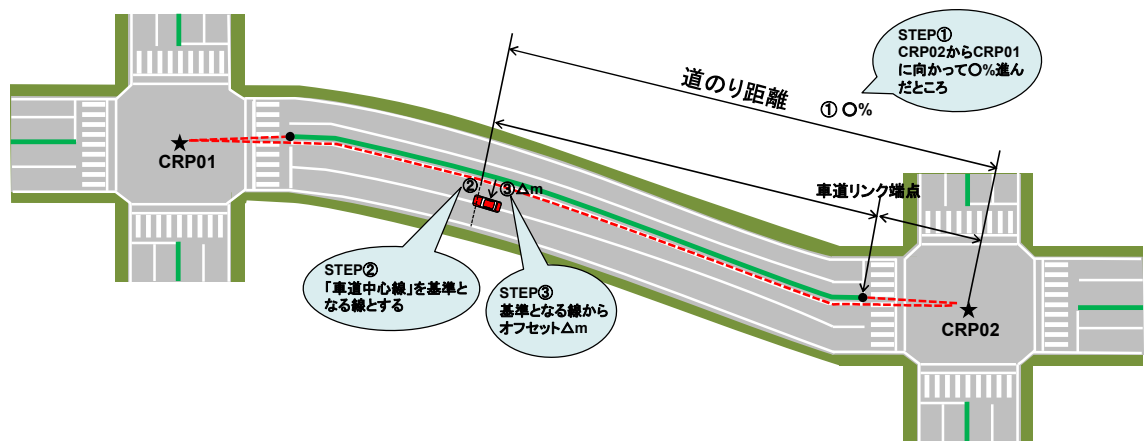 STEP①
CRP02からCRP01
に向かって〇%進ん
だところ
道のり距離
① 〇%
CRP01
②
③△m
車道リンク端点
STEP②
「車道中心線」を基準と
なる線とする
STEP③
基準となる線から
オフセット△m
CRP02